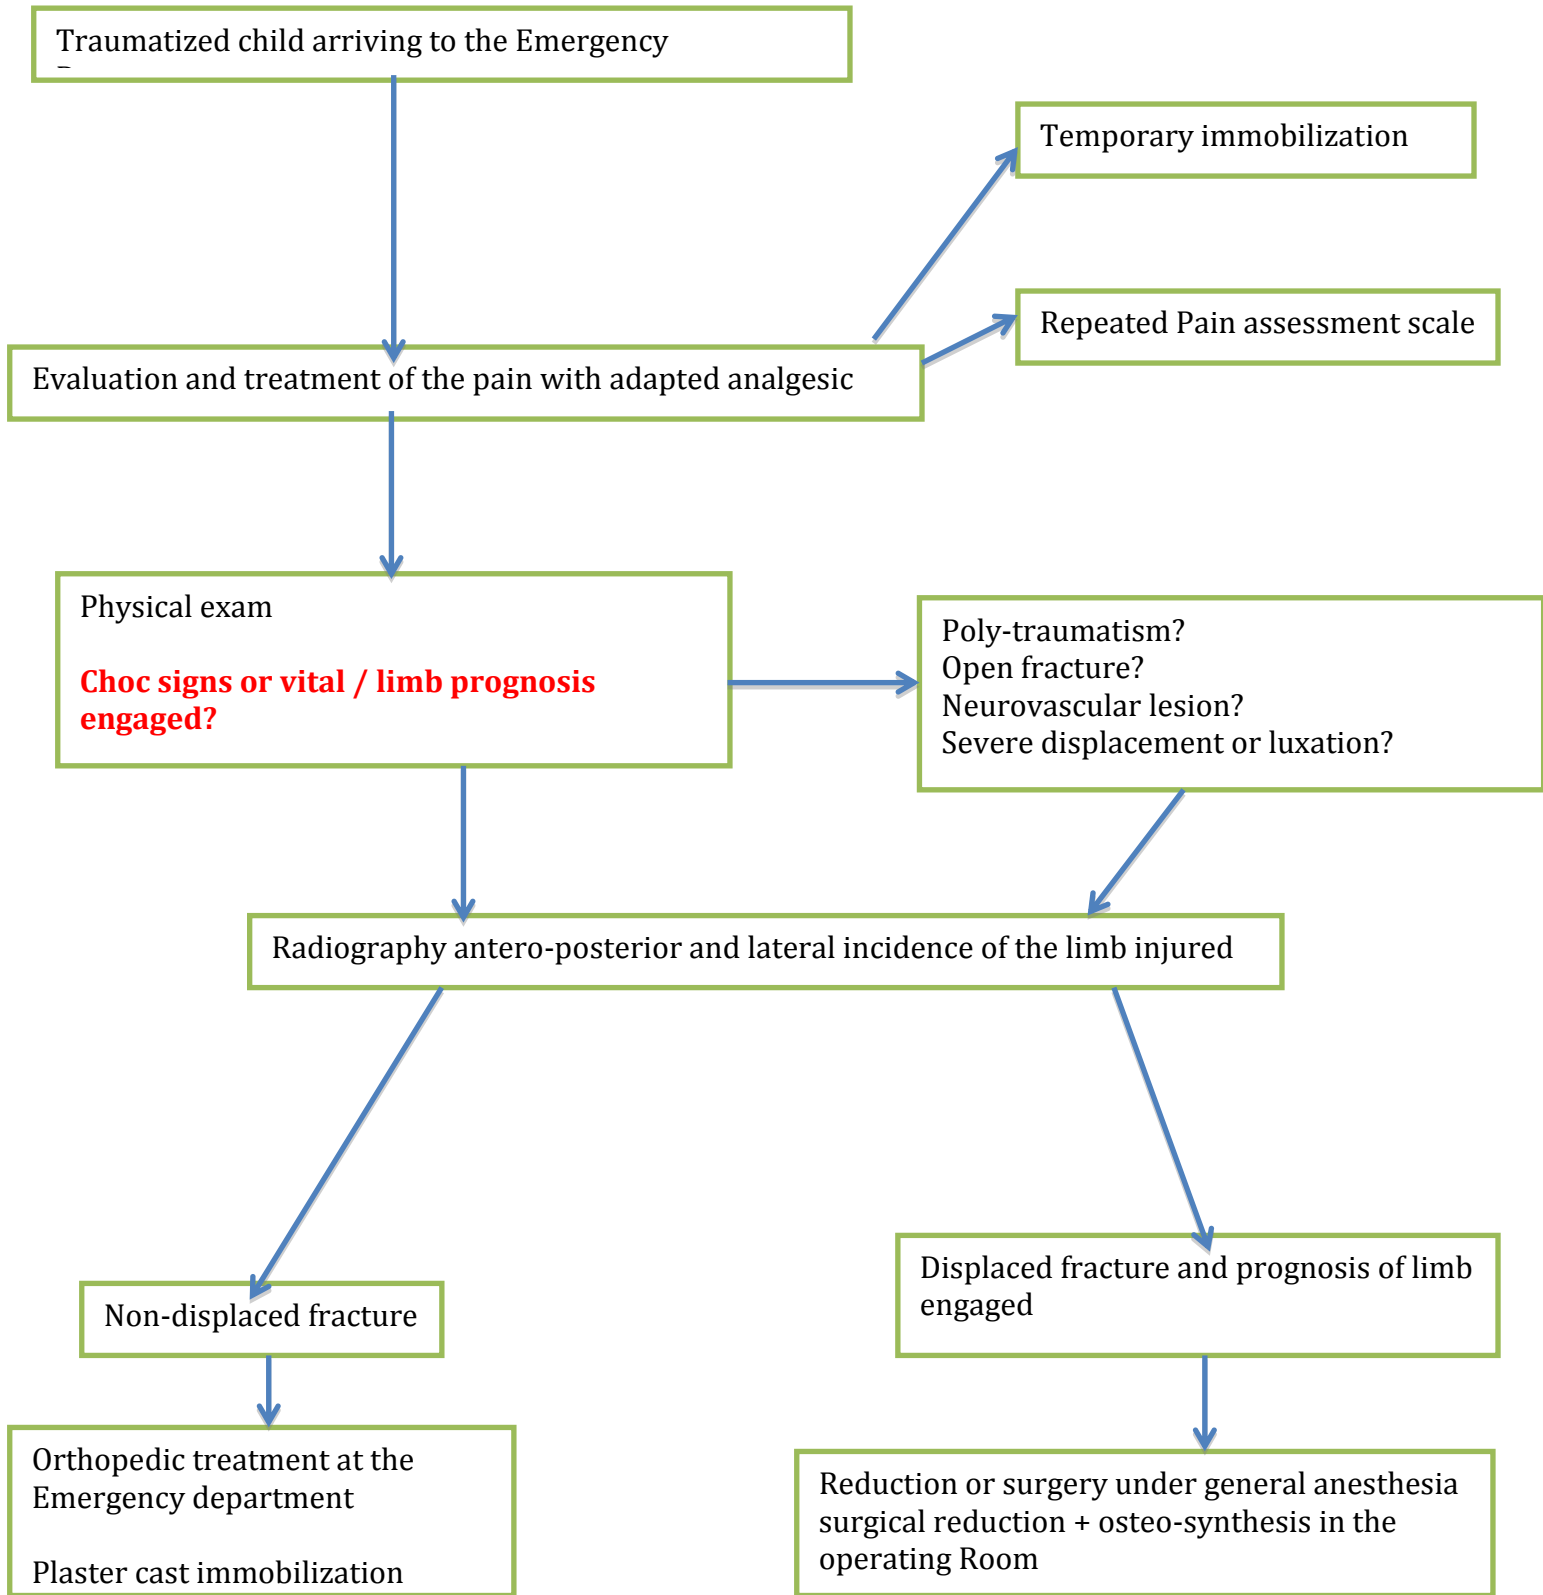 Traumatized child arriving to the Emergency
Temporary immobilization
Repeated Pain assessment scale
Evaluation and treatment of the pain with adapted analgesic
Physical exam
Choc signs or vital / limb prognosis
engaged?
Poly-traumatism?
Open fracture?
Neurovascular lesion?
Severe displacement or luxation?
Radiography antero-posterior and lateral incidence of the limb injured
Non-displaced fracture
Displaced fracture and prognosis of limb
engaged
Orthopedic treatment at the
Emergency department
Plaster cast immobilization
Reduction or surgery under general anesthesia
surgical reduction + osteo-synthesis in the
operating Room